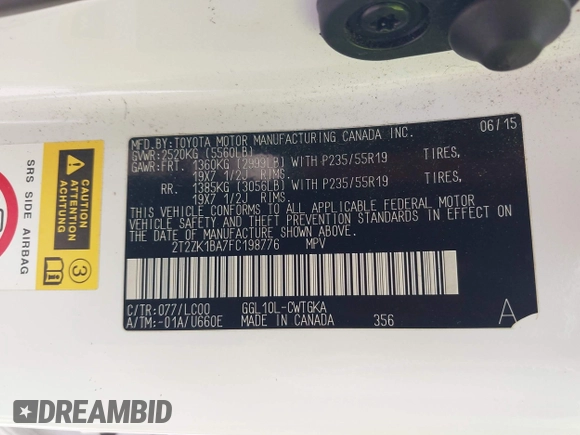 MFD. BY: TOYOTA MOTOR MANUFACTURING CANADA INC. 06/15
GVWR: 2520KG (5560LB)
GAWR: FRT. 1360KG (2999LB) WITH P235/55R19 TIRES,
19X7 1/2J RIMS.
RR. 1385KG (3056LB) WITH P235/55R19 TIRES,
19X7 1/2J RIMS.
THIS VEHICLE CONFORMS TO ALL APPLICABLE FEDERAL MOTOR
VEHICLE SAFETY AND THEFT PREVENTION STANDARDS IN EFFECT ON
THE DATE OF MANUFACTURE SHOWN ABOVE.
2T2ZK1BA7FC198776 MPV
C/TR: 077/LC00 GGL10L-CWTGKA
A/TM: -01A/U660E MADE IN CANADA 356 A
SRS SIDE AIRBAG
CAUTION
ACHTUNG
3
DREAMBID